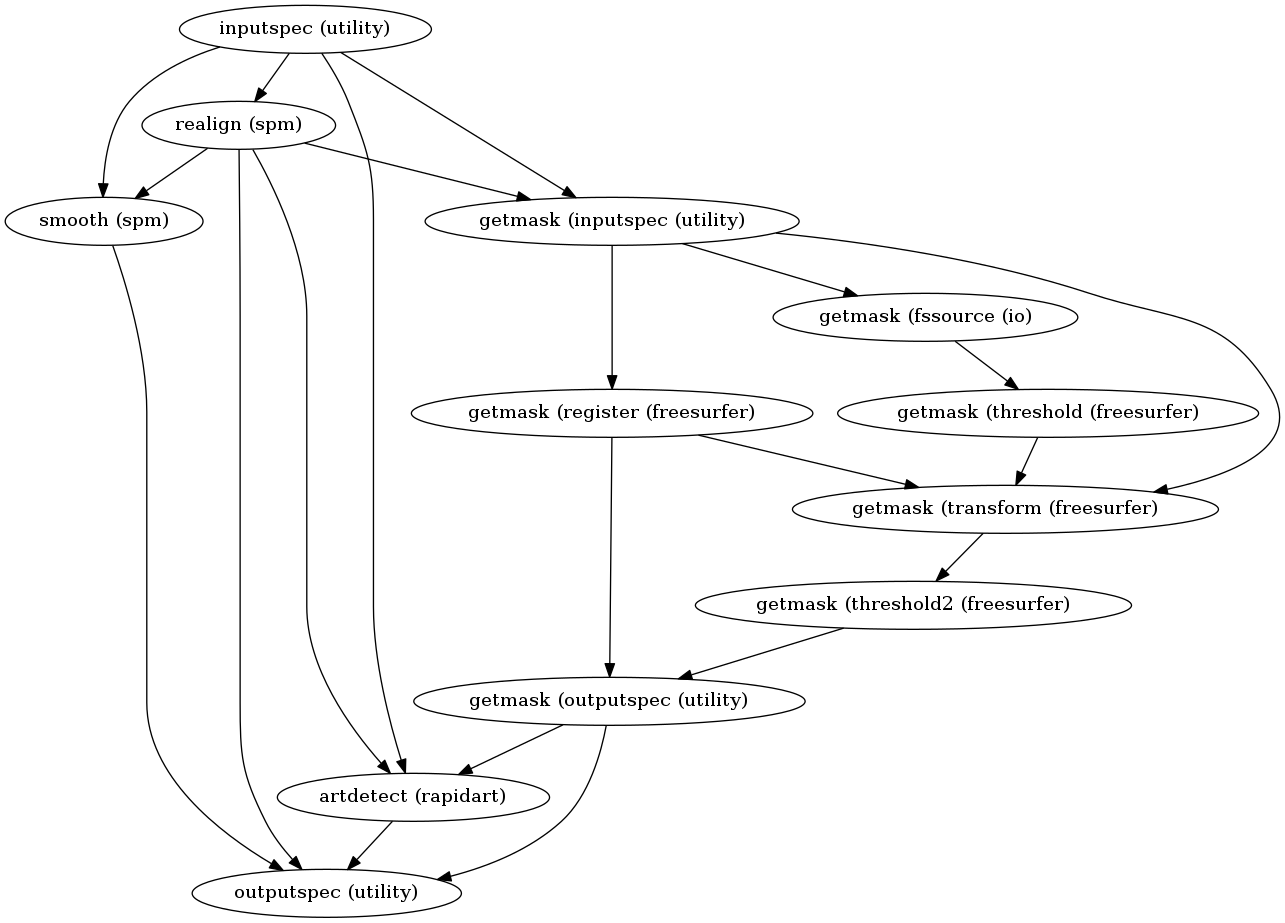 inputspec (utility)
realign (spm)
smooth (spm)
getmask (inputspec (utility)
getmask (fssource (io)
getmask (register (freesurfer)
getmask (threshold (freesurfer)
getmask (transform (freesurfer)
getmask (threshold2 (freesurfer)
getmask (outputspec (utility)
artdetect (rapidart)
outputspec (utility)